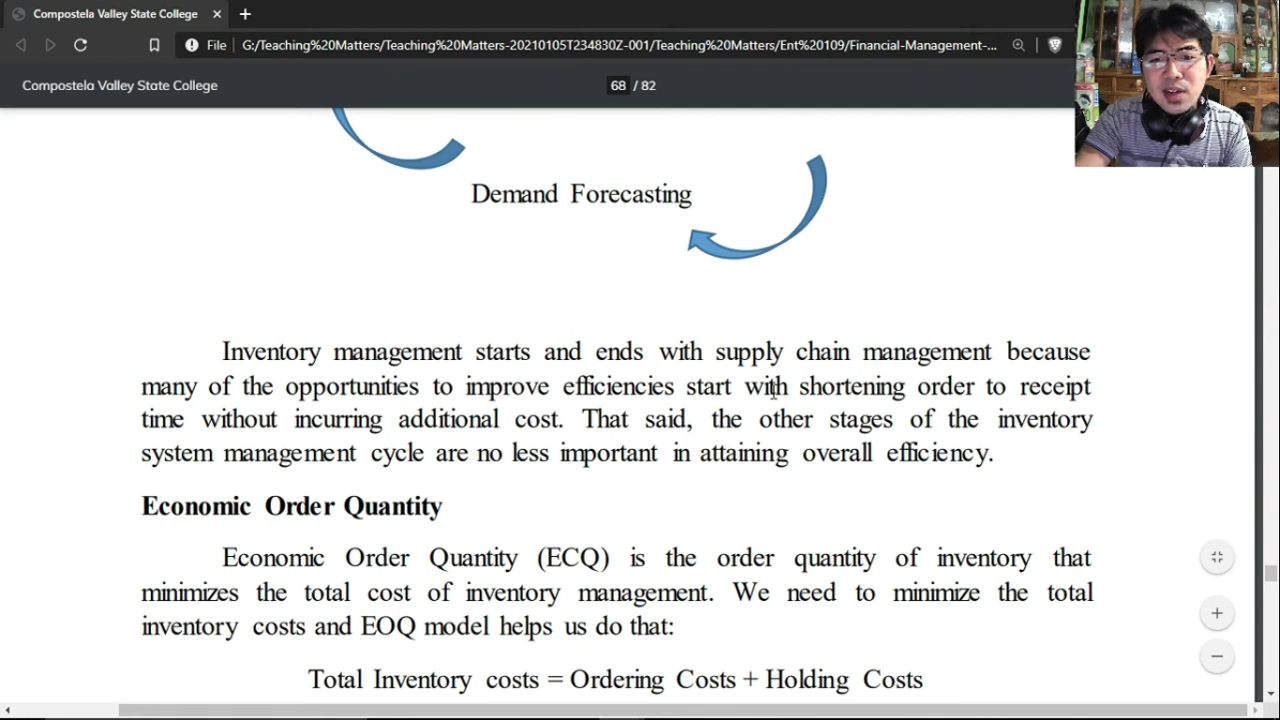 Compostela Valley State College
File
G:/Teaching%20Matters/Teaching%20Matters-20210105T234830Z-001/Teaching%20Matters/Ent%20109/Financial-Management-...
Compostela Valley State College
68 / 82
Demand Forecasting
Inventory management starts and ends with supply chain management because
many of the opportunities to improve efficiencies start with shortening order to receipt
time without incurring additional cost. That said, the other stages of the inventory
system management cycle are no less important in attaining overall efficiency.
Economic Order Quantity
Economic Order Quantity (ECQ) is the order quantity of inventory that
minimizes the total cost of inventory management. We need to minimize the total
inventory costs and EOQ model helps us do that:
Total Inventory costs = Ordering Costs + Holding Costs